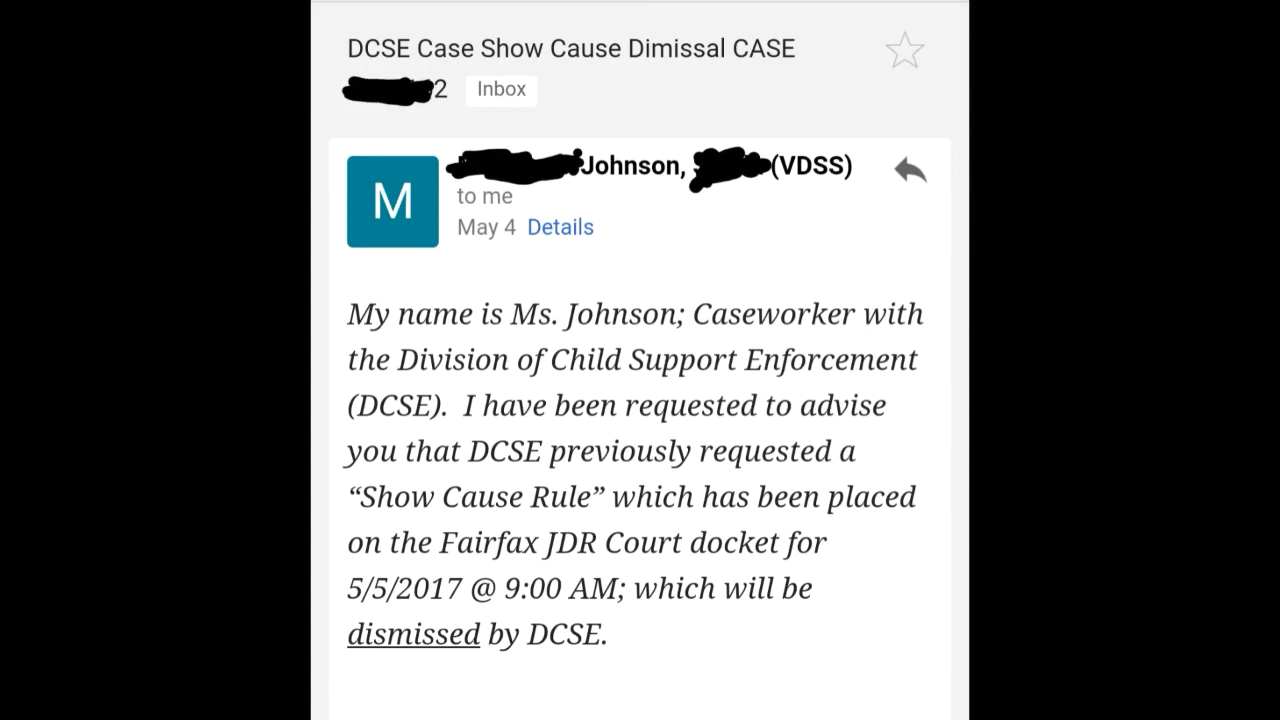 DCSE Case Show Cause Dimissal CASE
2 Inbox
M
Johnson, (VDSS)
to me
May 4 Details
My name is Ms. Johnson; Caseworker with
the Division of Child Support Enforcement
(DCSE).  I have been requested to advise
you that DCSE previously requested a
“Show Cause Rule” which has been placed
on the Fairfax JDR Court docket for
5/5/2017 @ 9:00 AM; which will be
dismissed by DCSE.